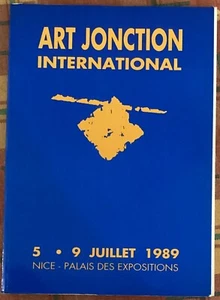 ART JONCTION
INTERNATIONAL
5 • 9 JUILLET 1989
NICE - PALAIS DES EXPOSITIONS